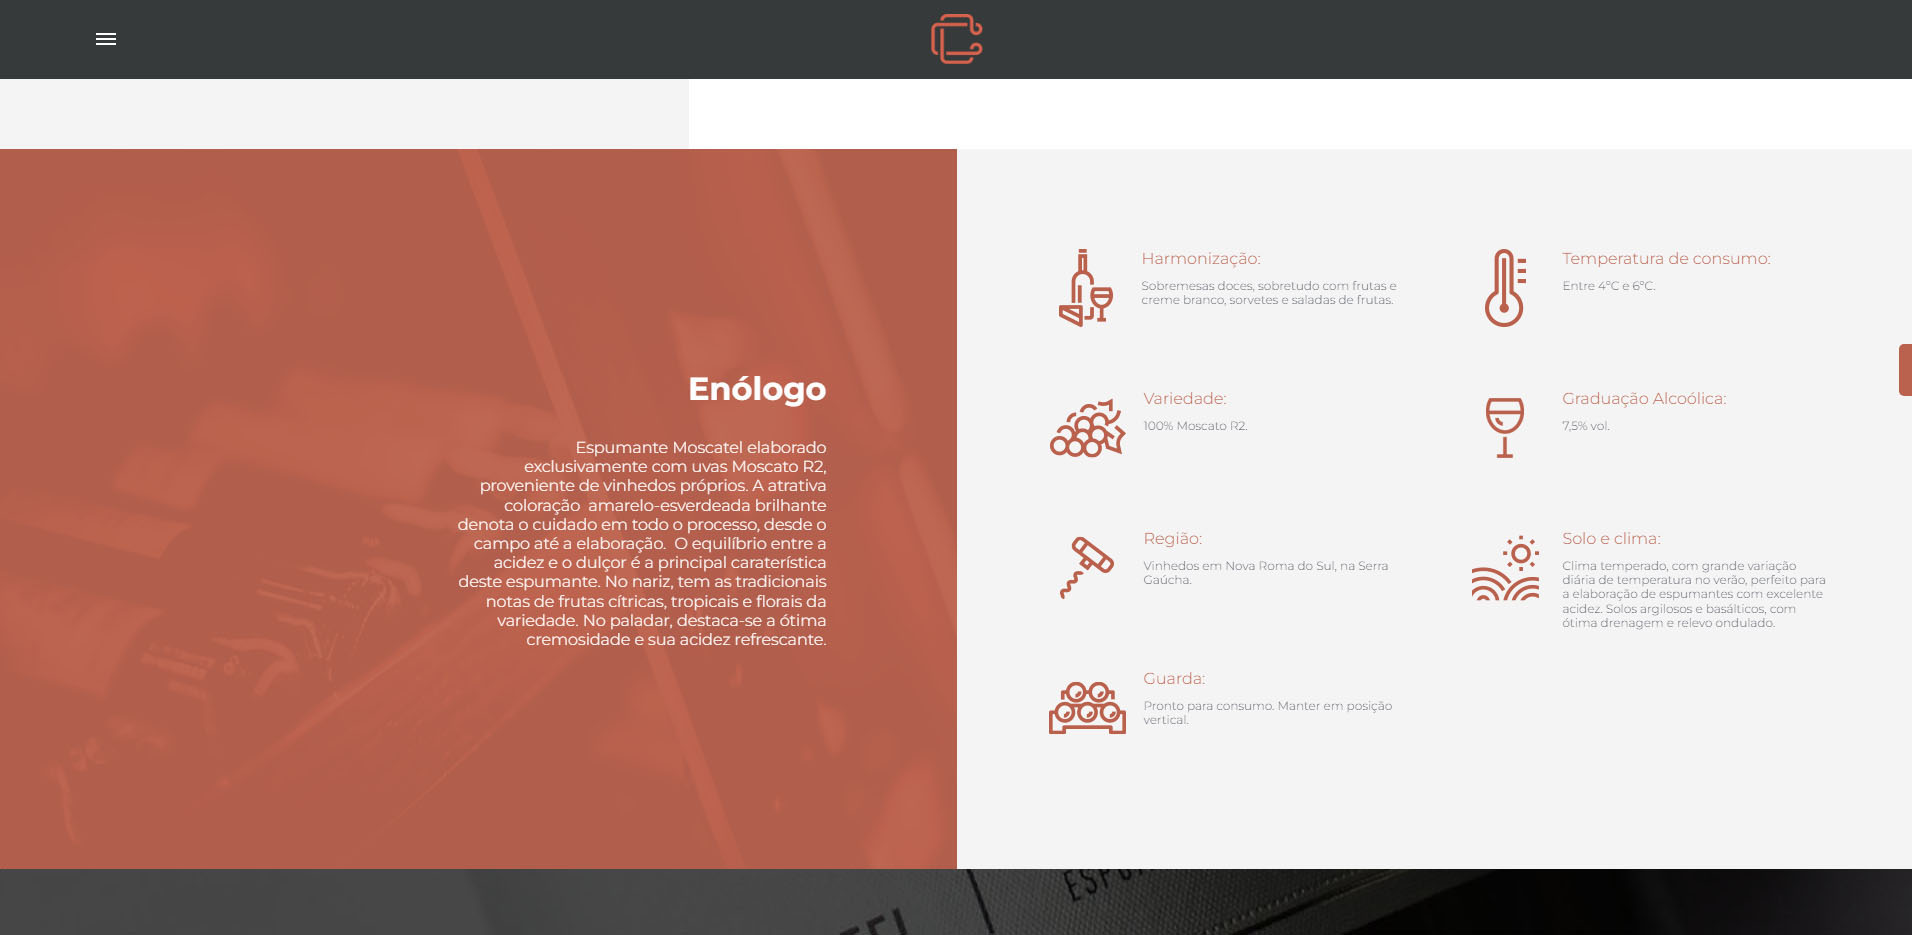 Enólogo
Espumante Moscatel elaborado
exclusivamente com uvas Moscato R2,
proveniente de vinhedos próprios. A atrativa
coloração  amarelo-esverdeada brilhante
denota o cuidado em todo o processo, desde o
campo até a elaboração.  O equilíbrio entre a
acidez e o dulçor é a principal caraterística
deste espumante. No nariz, tem as tradicionais
notas de frutas cítricas, tropicais e florais da
variedade. No paladar, destaca-se a ótima
cremosidade e sua acidez refrescante.
Harmonização:
Sobremesas doces, sobretudo com frutas e
creme branco, sorvetes e saladas de frutas.
Temperatura de consumo:
Entre 4ºC e 6ºC.
Variedade:
100% Moscato R2.
Graduação Alcoólica:
7,5% vol.
Região:
Vinhedos em Nova Roma do Sul, na Serra
Gaúcha.
Solo e clima:
Clima temperado, com grande variação
diária de temperatura no verão, perfeito para
a elaboração de espumantes com excelente
acidez. Solos argilosos e basálticos, com
ótima drenagem e relevo ondulado.
Guarda:
Pronto para consumo. Manter em posição
vertical.